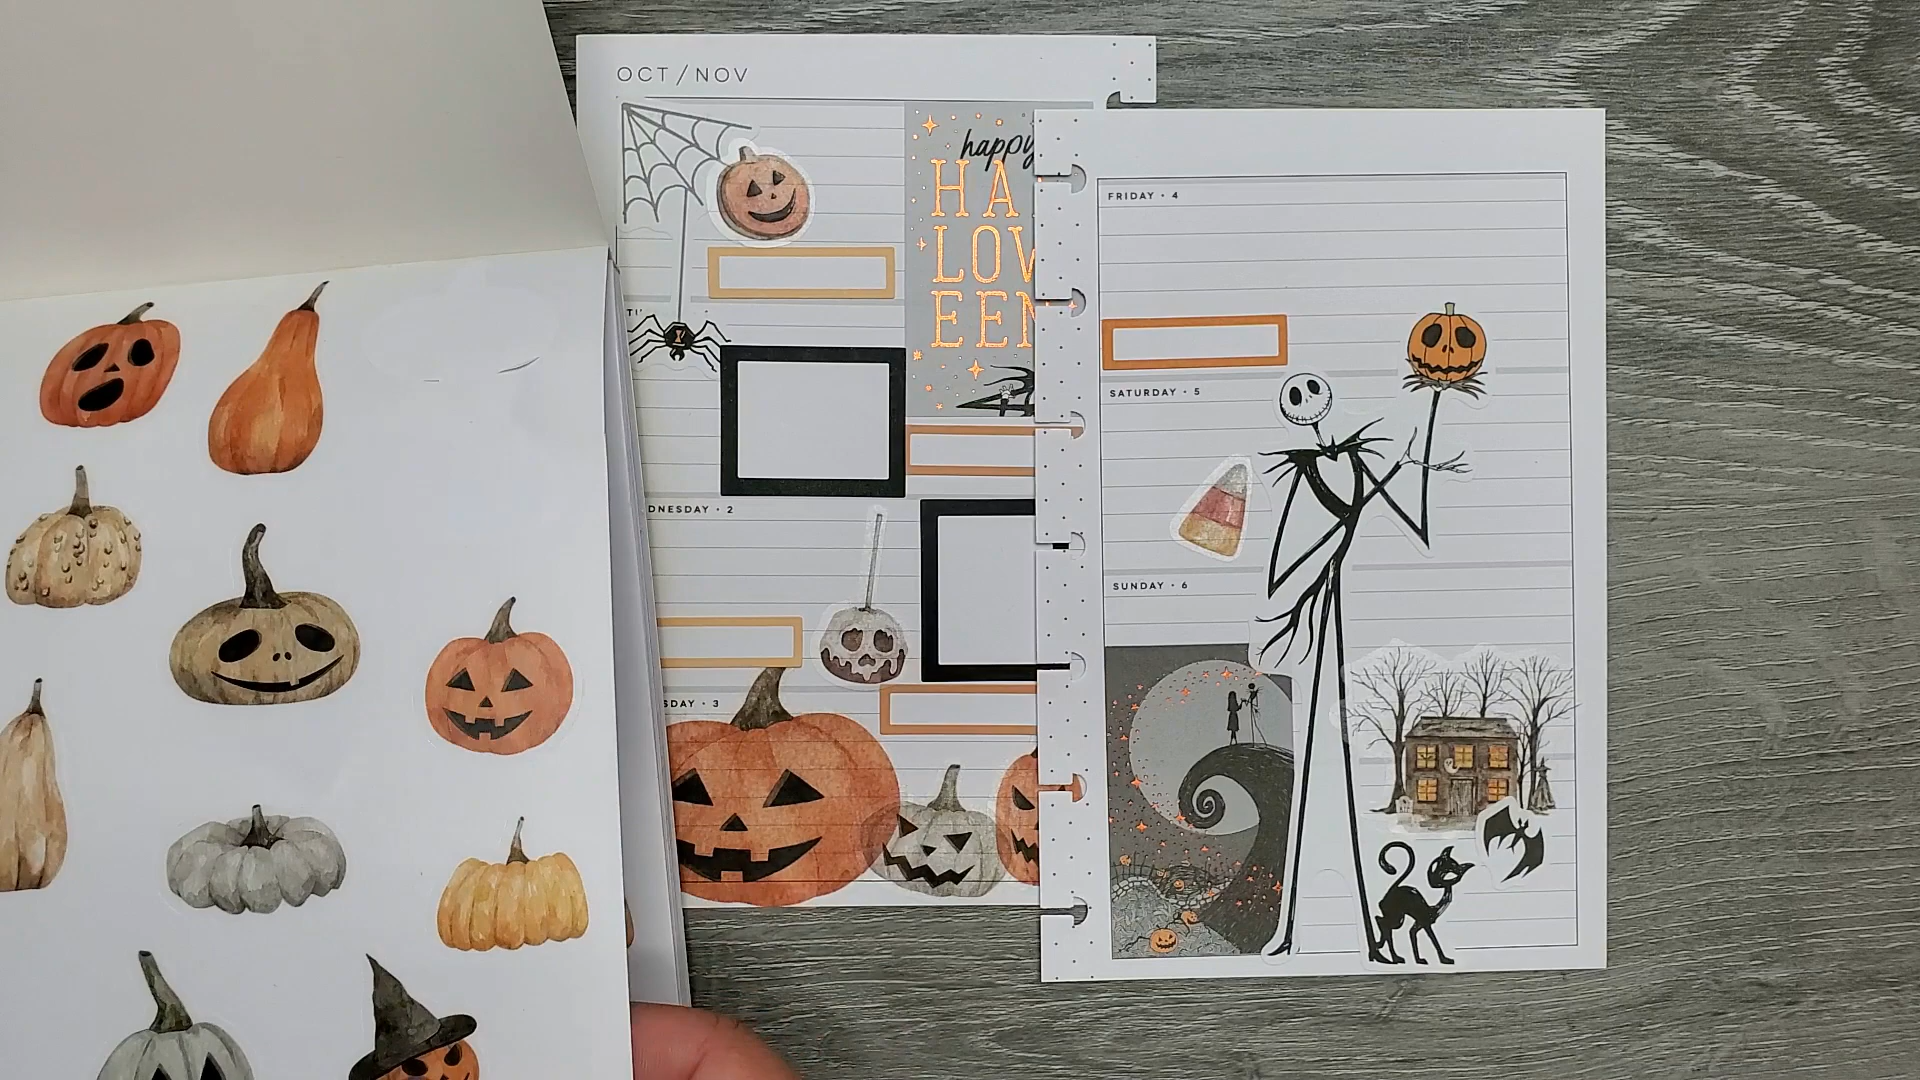 OCT/NOV
happy
HA
LOV
EEN
DNESDAY • 2
SDAY • 3
FRIDAY • 4
SATURDAY • 5
SUNDAY • 6